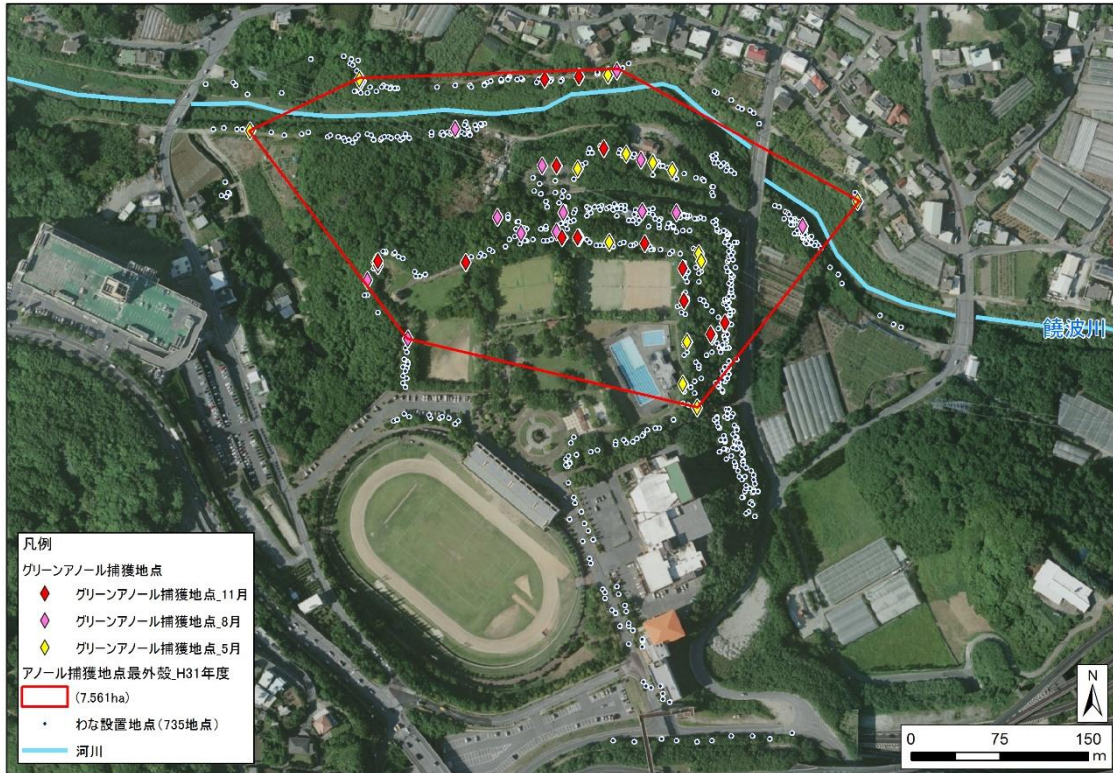 饒波川
凡例
グリーンアノール捕獲地点
グリーンアノール捕獲地点_11月
グリーンアノール捕獲地点_8月
グリーンアノール捕獲地点_5月
アノール捕獲地点最外殻_H31年度
(7.561ha)
わな設置地点(735地点)
河川
N
0 75 150
m